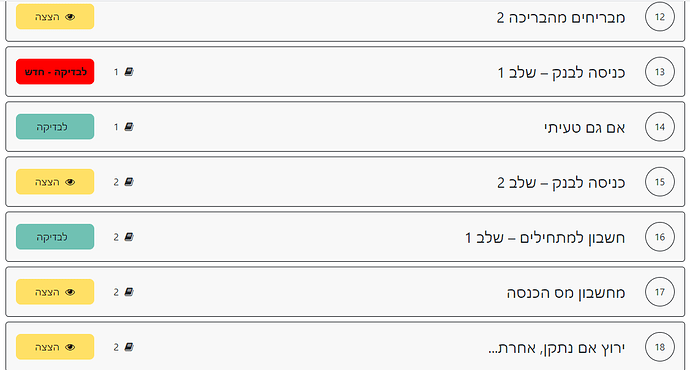 12 מבריחים מהבריכה 2 הצצה
13 כניסה לבנק – שלב 1 1 לבדיקה - חדש
14 אם גם טעיתי 1 לבדיקה
15 כניסה לבנק – שלב 2 2 הצצה
16 חשבון למתחילים – שלב 1 2 לבדיקה
17 מחשבון מס הכנסה 2 הצצה
18 ירוץ אם נתקן, אחרת... 2 הצצה